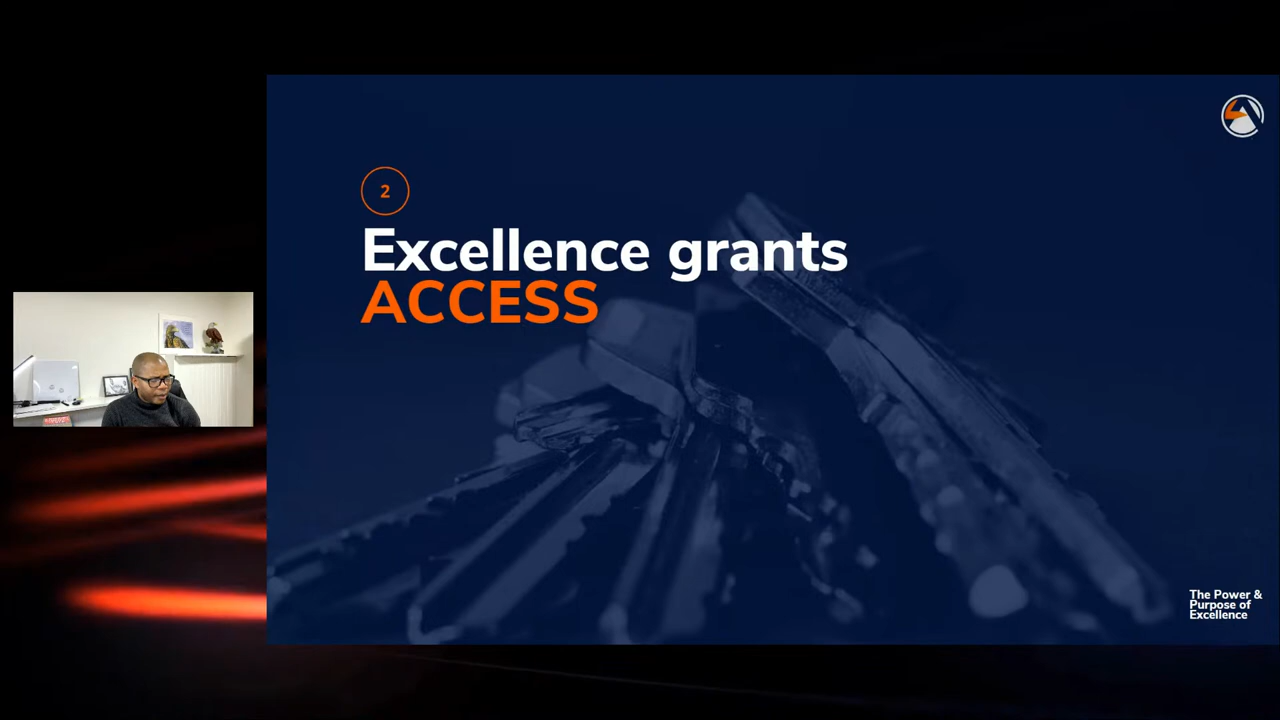 2
Excellence grants
ACCESS
The Power &
Purpose of
Excellence